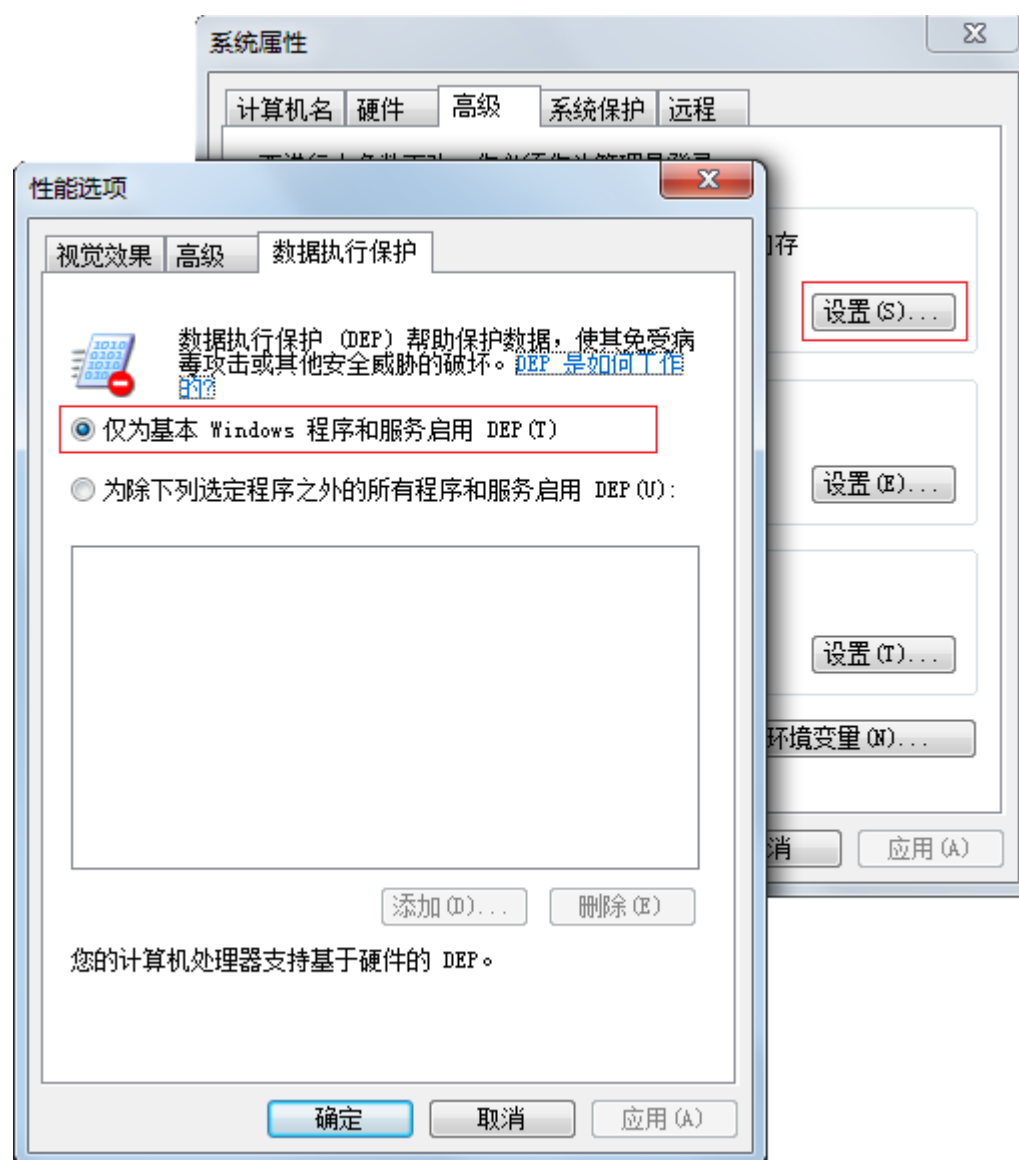 系统属性
计算机名 硬件 高级 系统保护 远程
性能选项
视觉效果 高级 数据执行保护
存
设置(S)...
数据执行保护 (DEP) 帮助保护数据，使其免受病
毒攻击或其他安全威胁的破坏。DEP 是如何工作
的?
仅为基本 Windows 程序和服务启用 DEP(T)
为除下列选定程序之外的所有程序和服务启用 DEP(U):
设置(E)...
设置(T)...
环境变量(N)...
消 应用(A)
添加(D)... 删除(E)
您的计算机处理器支持基于硬件的 DEP。
确定 取消 应用(A)